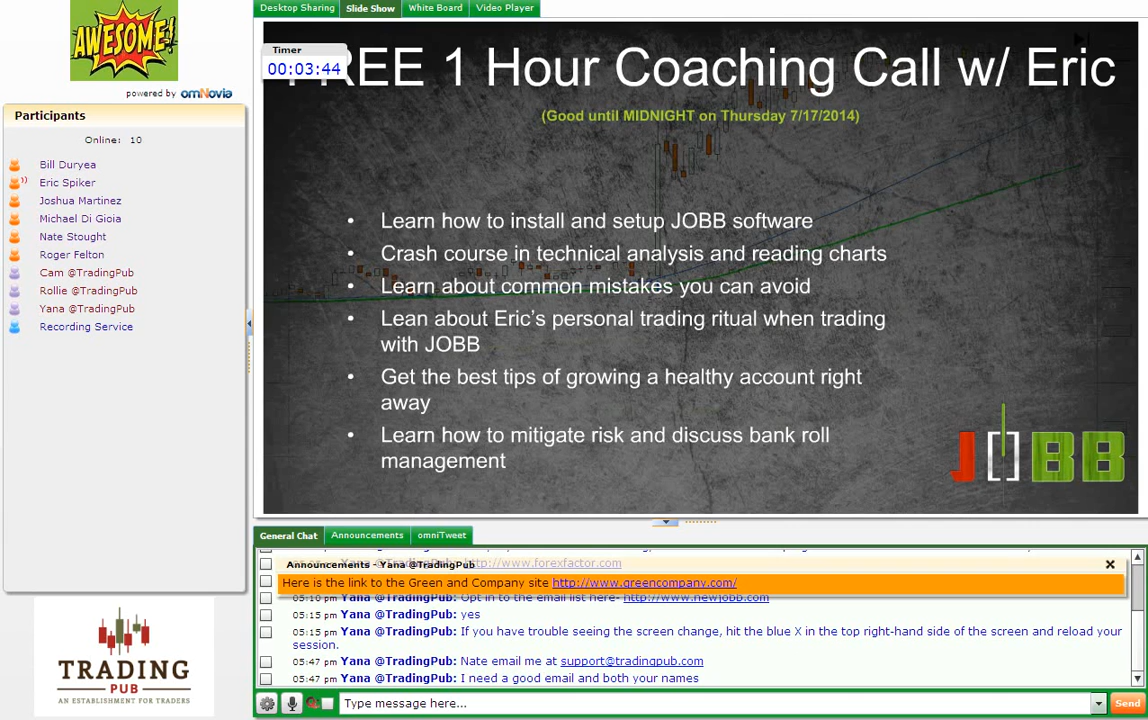 Desktop Sharing Slide Show White Board Video Player
AWESOME!
powered by omNovia
Participants
Online: 10
Bill Duryea
Eric Spiker
Joshua Martinez
Michael Di Gioia
Nate Stought
Roger Felton
Cam @TradingPub
Rollie @TradingPub
Yana @TradingPub
Recording Service
TRADING
PUB
AN ESTABLISHMENT FOR TRADERS
Timer
00:03:44
FREE 1 Hour Coaching Call w/ Eric
(Good until MIDNIGHT on Thursday 7/17/2014)
• Learn how to install and setup JOBB software
• Crash course in technical analysis and reading charts
• Learn about common mistakes you can avoid
• Lean about Eric's personal trading ritual when trading
with JOBB
• Get the best tips of growing a healthy account right
away
• Learn how to mitigate risk and discuss bank roll
management
J[]BB
General Chat Announcements omniTweet
Yana @TradingPub: http://www.forexfactor.com
Announcements - Yana @TradingPub
Here is the link to the Green and Company site http://www.greencompany.com/
05:10 pm Yana @TradingPub: Opt in to the email list here- http://www.newjobb.com
05:15 pm Yana @TradingPub: yes
05:15 pm Yana @TradingPub: If you have trouble seeing the screen change, hit the blue X in the top right-hand side of the screen and reload your
session.
05:47 pm Yana @TradingPub: Nate email me at support@tradingpub.com
05:47 pm Yana @TradingPub: I need a good email and both your names
Type message here...
Send